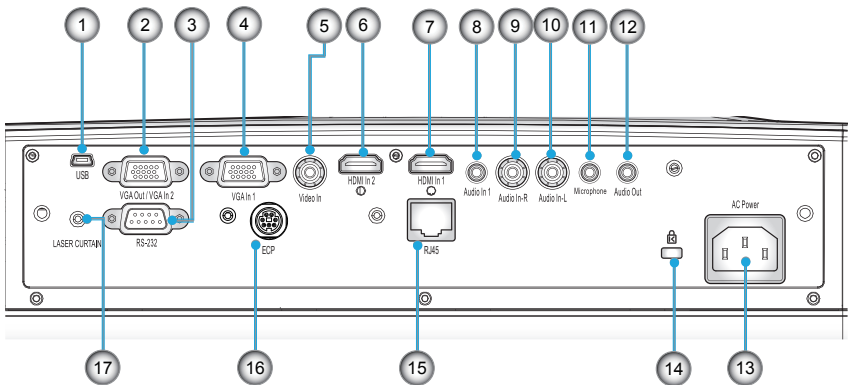 1 2 3 4 5 6 7 8 9 10 11 12
USB
VGA Out / VGA In 2
VGA In 1
Video In
HDMI In 2
HDMI In 1
Audio In 1
Audio In-R
Audio In-L
Microphone
Audio Out
AC Power
LASER CURTAIN
RS-232
ECP
RJ45
17 16 15 14 13